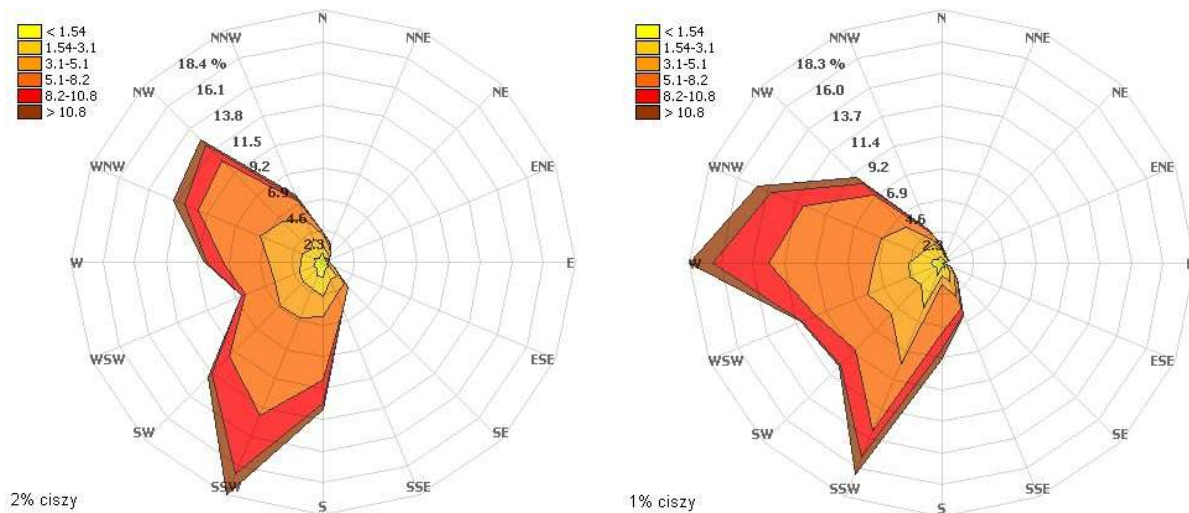 < 1.54
1.54-3.1
3.1-5.1
5.1-8.2
8.2-10.8
> 10.8
N
NNW
NNE
NW
NE
18.4 %
16.1
13.8
11.5
9.2
6.9
4.6
2.3
WNW
ENE
W
E
WSW
ESE
SW
SE
SSW
SSE
S
2% ciszy
< 1.54
1.54-3.1
3.1-5.1
5.1-8.2
8.2-10.8
> 10.8
N
NNW
NNE
NW
NE
18.3 %
16.0
13.7
11.4
9.2
6.9
4.6
2.3
WNW
ENE
W
E
WSW
ESE
SW
SE
SSW
SSE
S
1% ciszy